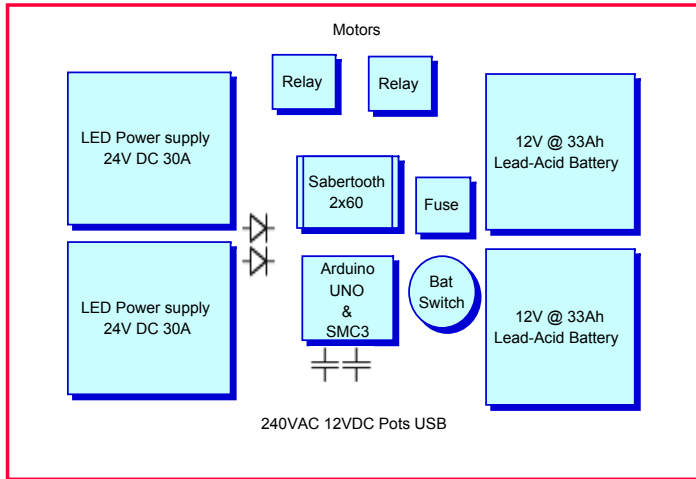 Motors
Relay
Relay
LED Power supply
24V DC 30A
12V @ 33Ah
Lead-Acid Battery
Sabertooth
2x60
Fuse
LED Power supply
24V DC 30A
Arduino
UNO
&
SMC3
Bat
Switch
12V @ 33Ah
Lead-Acid Battery
240VAC 12VDC Pots USB